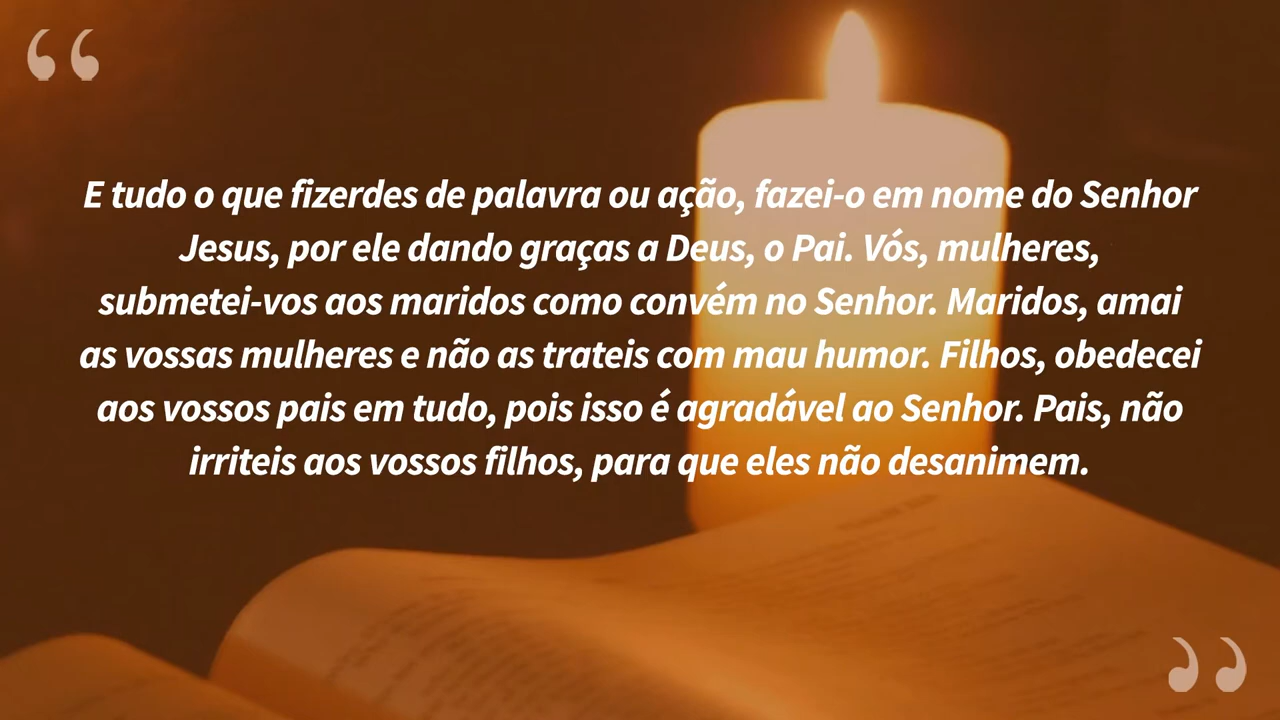 “
E tudo o que fizerdes de palavra ou ação, fazei-o em nome do Senhor
Jesus, por ele dando graças a Deus, o Pai. Vós, mulheres,
submetei-vos aos maridos como convém no Senhor. Maridos, amai
as vossas mulheres e não as trateis com mau humor. Filhos, obedecei
aos vossos pais em tudo, pois isso é agradável ao Senhor. Pais, não
irriteis aos vossos filhos, para que eles não desanimem.
”